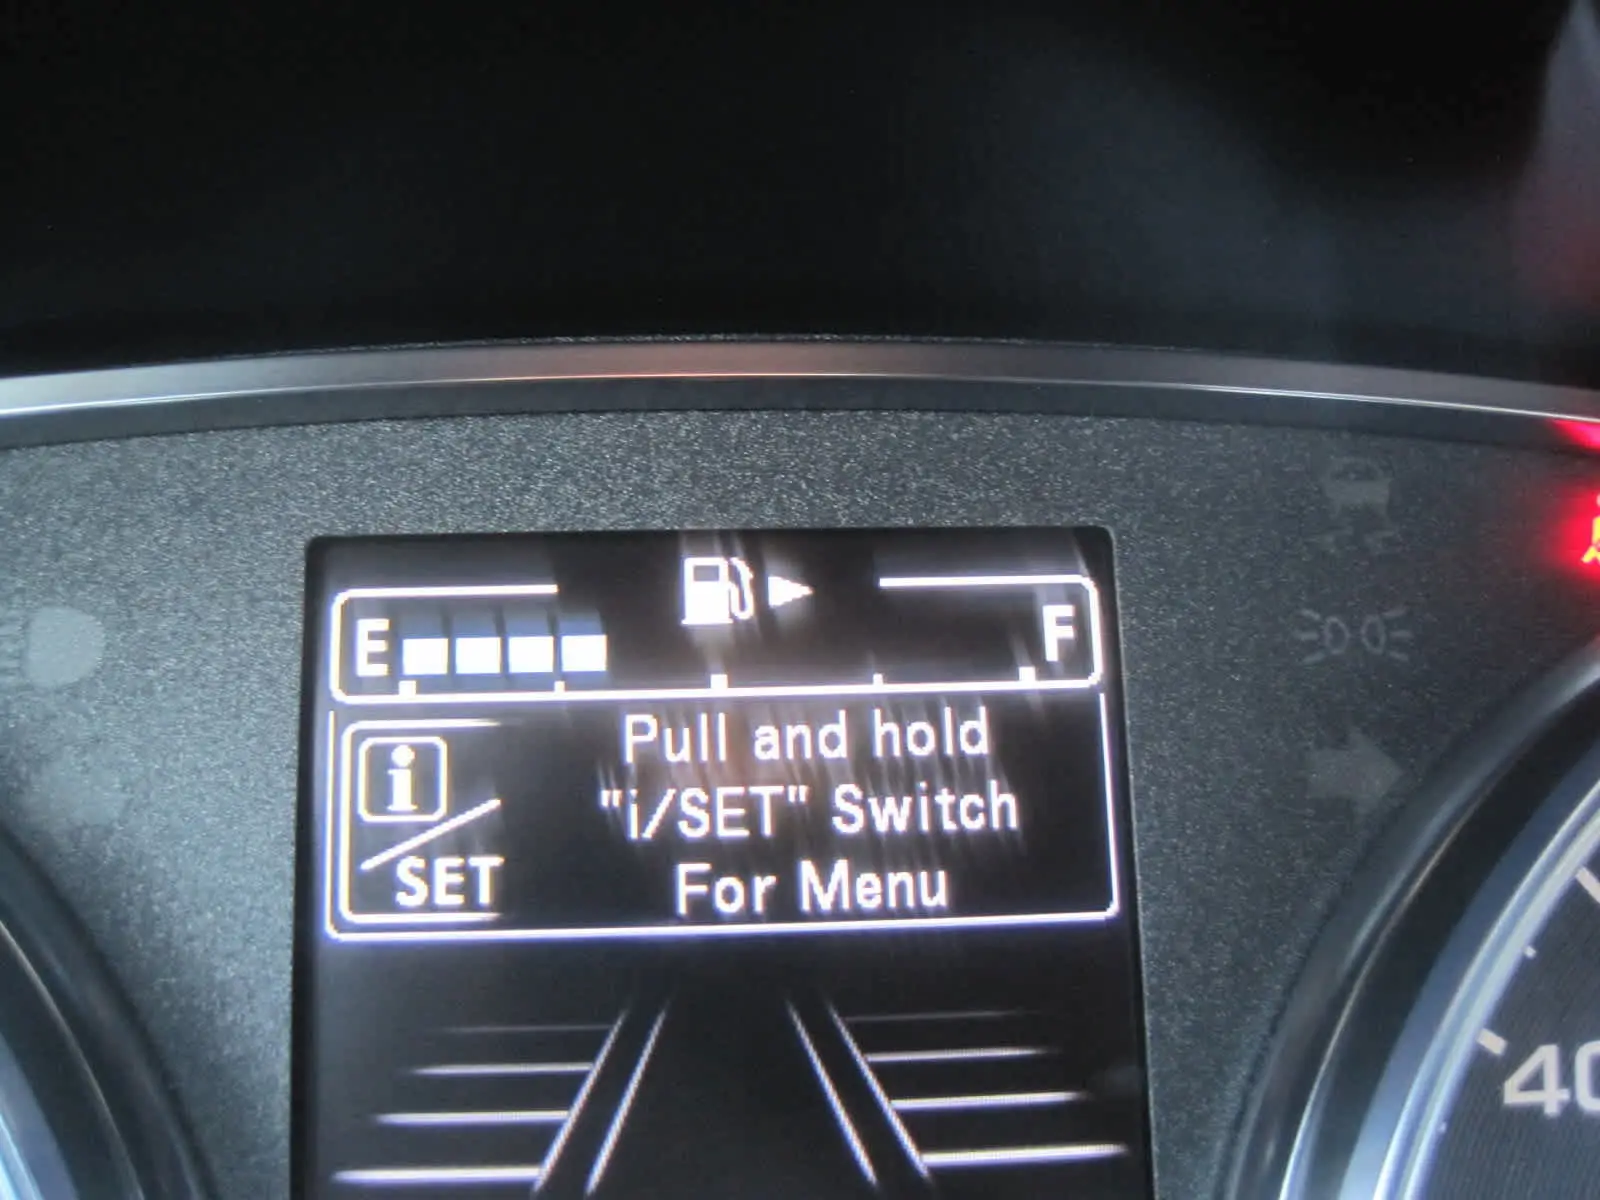 E F
Pull and hold
"i/SET" Switch
For Menu
i
SET
40